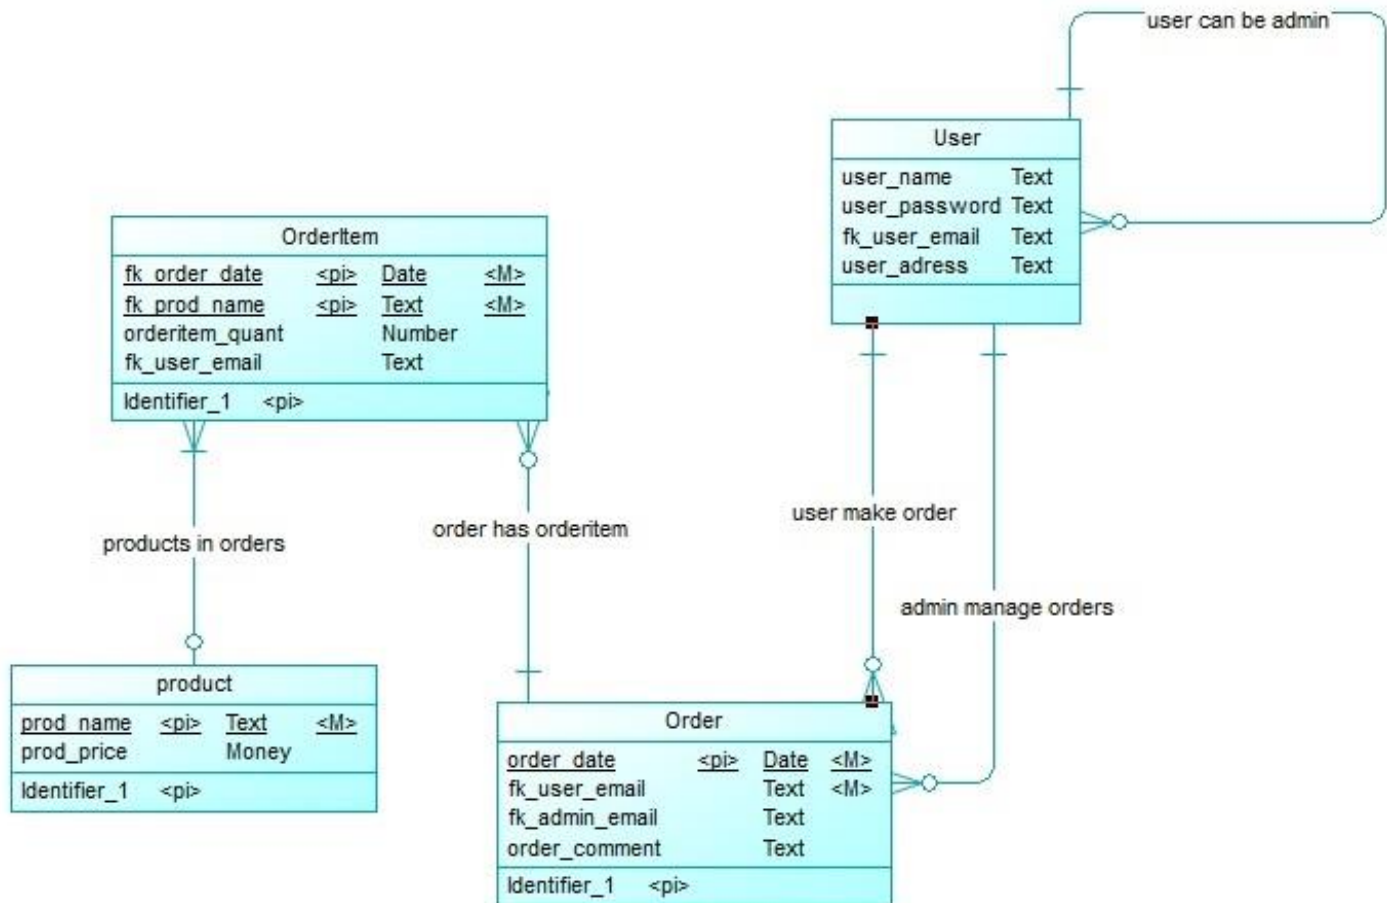 user can be admin
User
user_name Text
user_password Text
fk_user_email Text
user_adress Text
OrderItem
fk_order_date <pi> Date <M>
fk_prod_name <pi> Text <M>
orderitem_quant Number
fk_user_email Text
Identifier_1 <pi>
products in orders
order has orderitem
user make order
admin manage orders
product
prod_name <pi> Text <M>
prod_price Money
Identifier_1 <pi>
Order
order_date <pi> Date <M>
fk_user_email Text <M>
fk_admin_email Text
order_comment Text
Identifier_1 <pi>